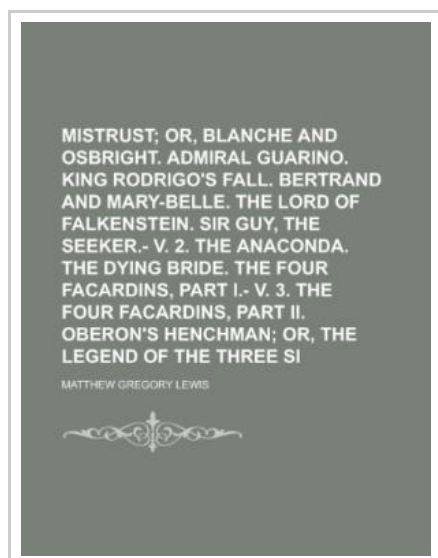 MISTRUST; OR, BLANCHE AND
OSBRIGHT. ADMIRAL GUARINO.
KING RODRIGO'S FALL. BERTRAND
AND MARY-BELLE. THE LORD OF
FALKENSTEIN. SIR GUY, THE
SEEKER.- V. 2. THE ANACONDA.
THE DYING BRIDE. THE FOUR
FACARDINS, PART I.- V. 3. THE
FOUR FACARDINS, PART II.
OBERON'S HENCHMAN; OR, THE
LEGEND OF THE THREE SI
MATTHEW GREGORY LEWIS